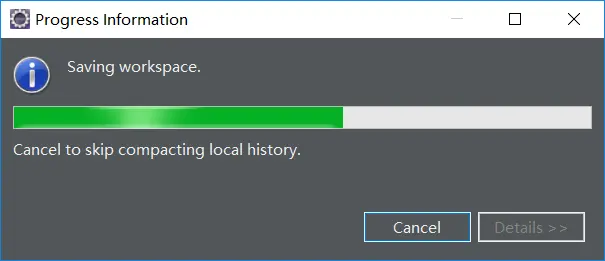 Progress Information
Saving workspace.
Cancel to skip compacting local history.
Cancel
Details >>